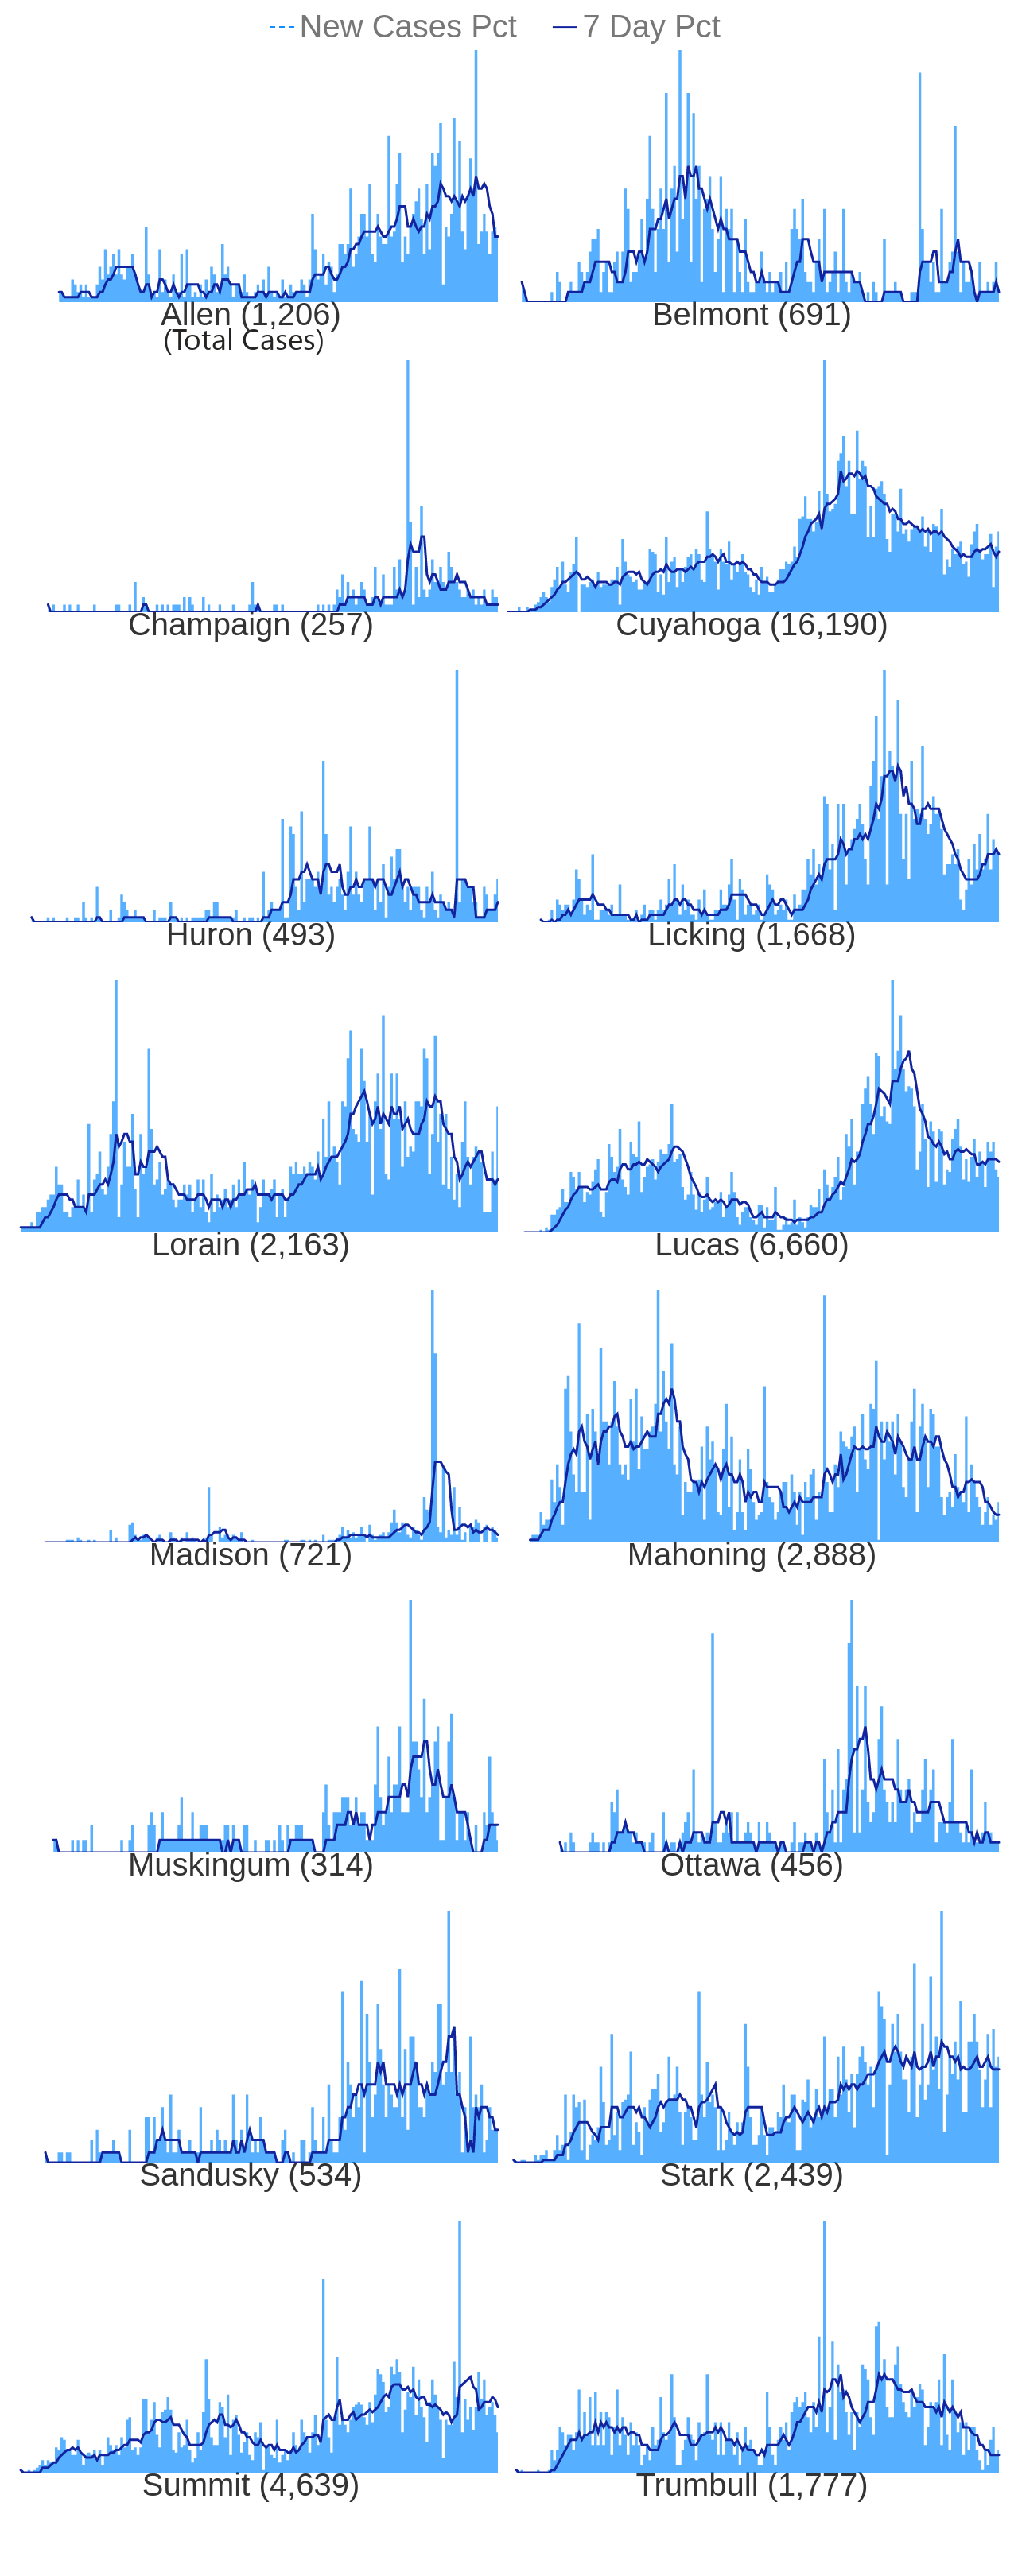 New Cases Pct 7 Day Pct
Allen (1,206) Belmont (691)
(Total Cases)
Champaign (257) Cuyahoga (16,190)
Huron (493) Licking (1,668)
Lorain (2,163) Lucas (6,660)
Madison (721) Mahoning (2,888)
Muskingum (314) Ottawa (456)
Sandusky (534) Stark (2,439)
Summit (4,639) Trumbull (1,777)